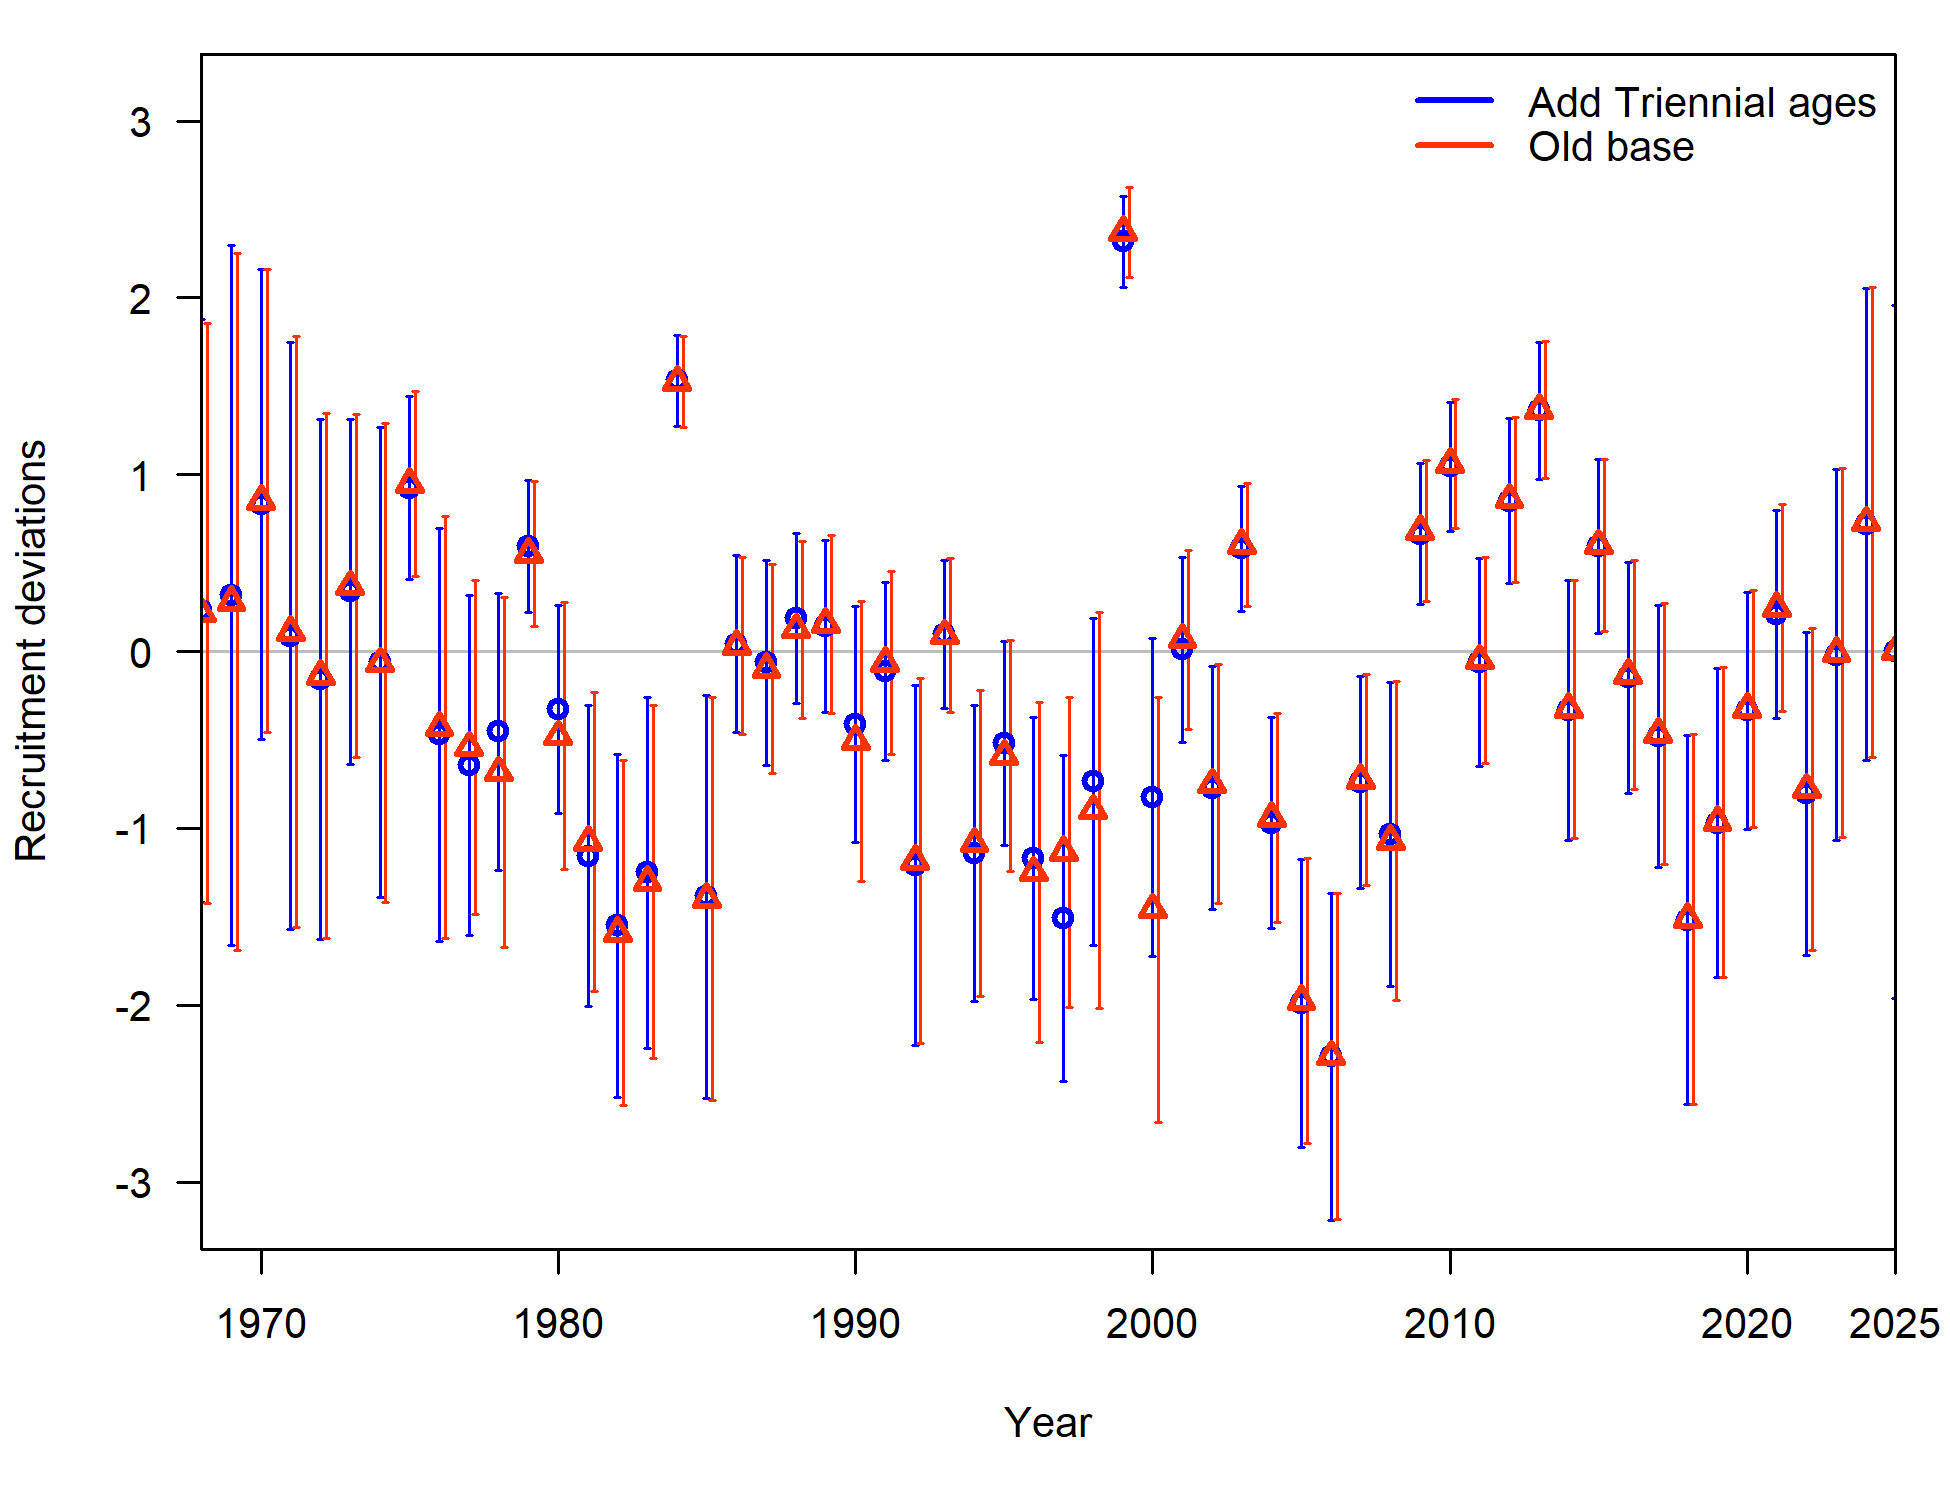 Add Triennial ages
Old base
3
2
1
0
-1
-2
-3
Recruitment deviations
1970 1980 1990 2000 2010 2020 2025
Year